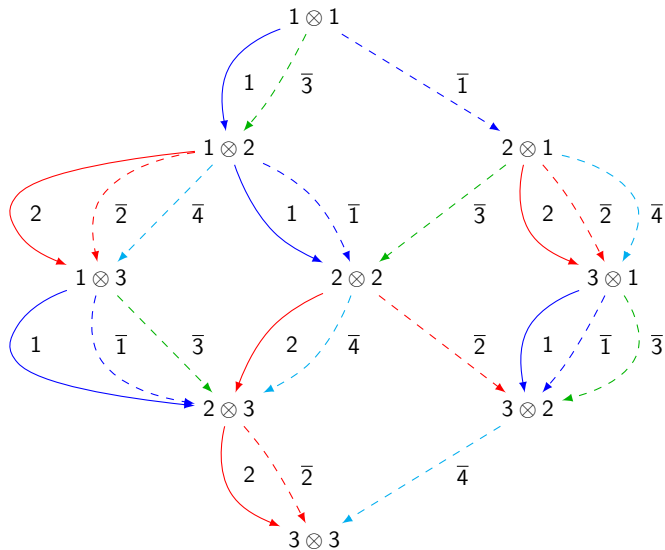 1 ⊗ 1
1 3̅ 1̅
1 ⊗ 2 2 ⊗ 1
2 2̅ 4̅ 1 1̅ 3̅ 2 2̅ 4̅
1 ⊗ 3 2 ⊗ 2 3 ⊗ 1
1 1̅ 3̅ 2 4̅ 2̅ 1 1̅ 3̅
2 ⊗ 3 3 ⊗ 2
2 2̅ 4̅
3 ⊗ 3